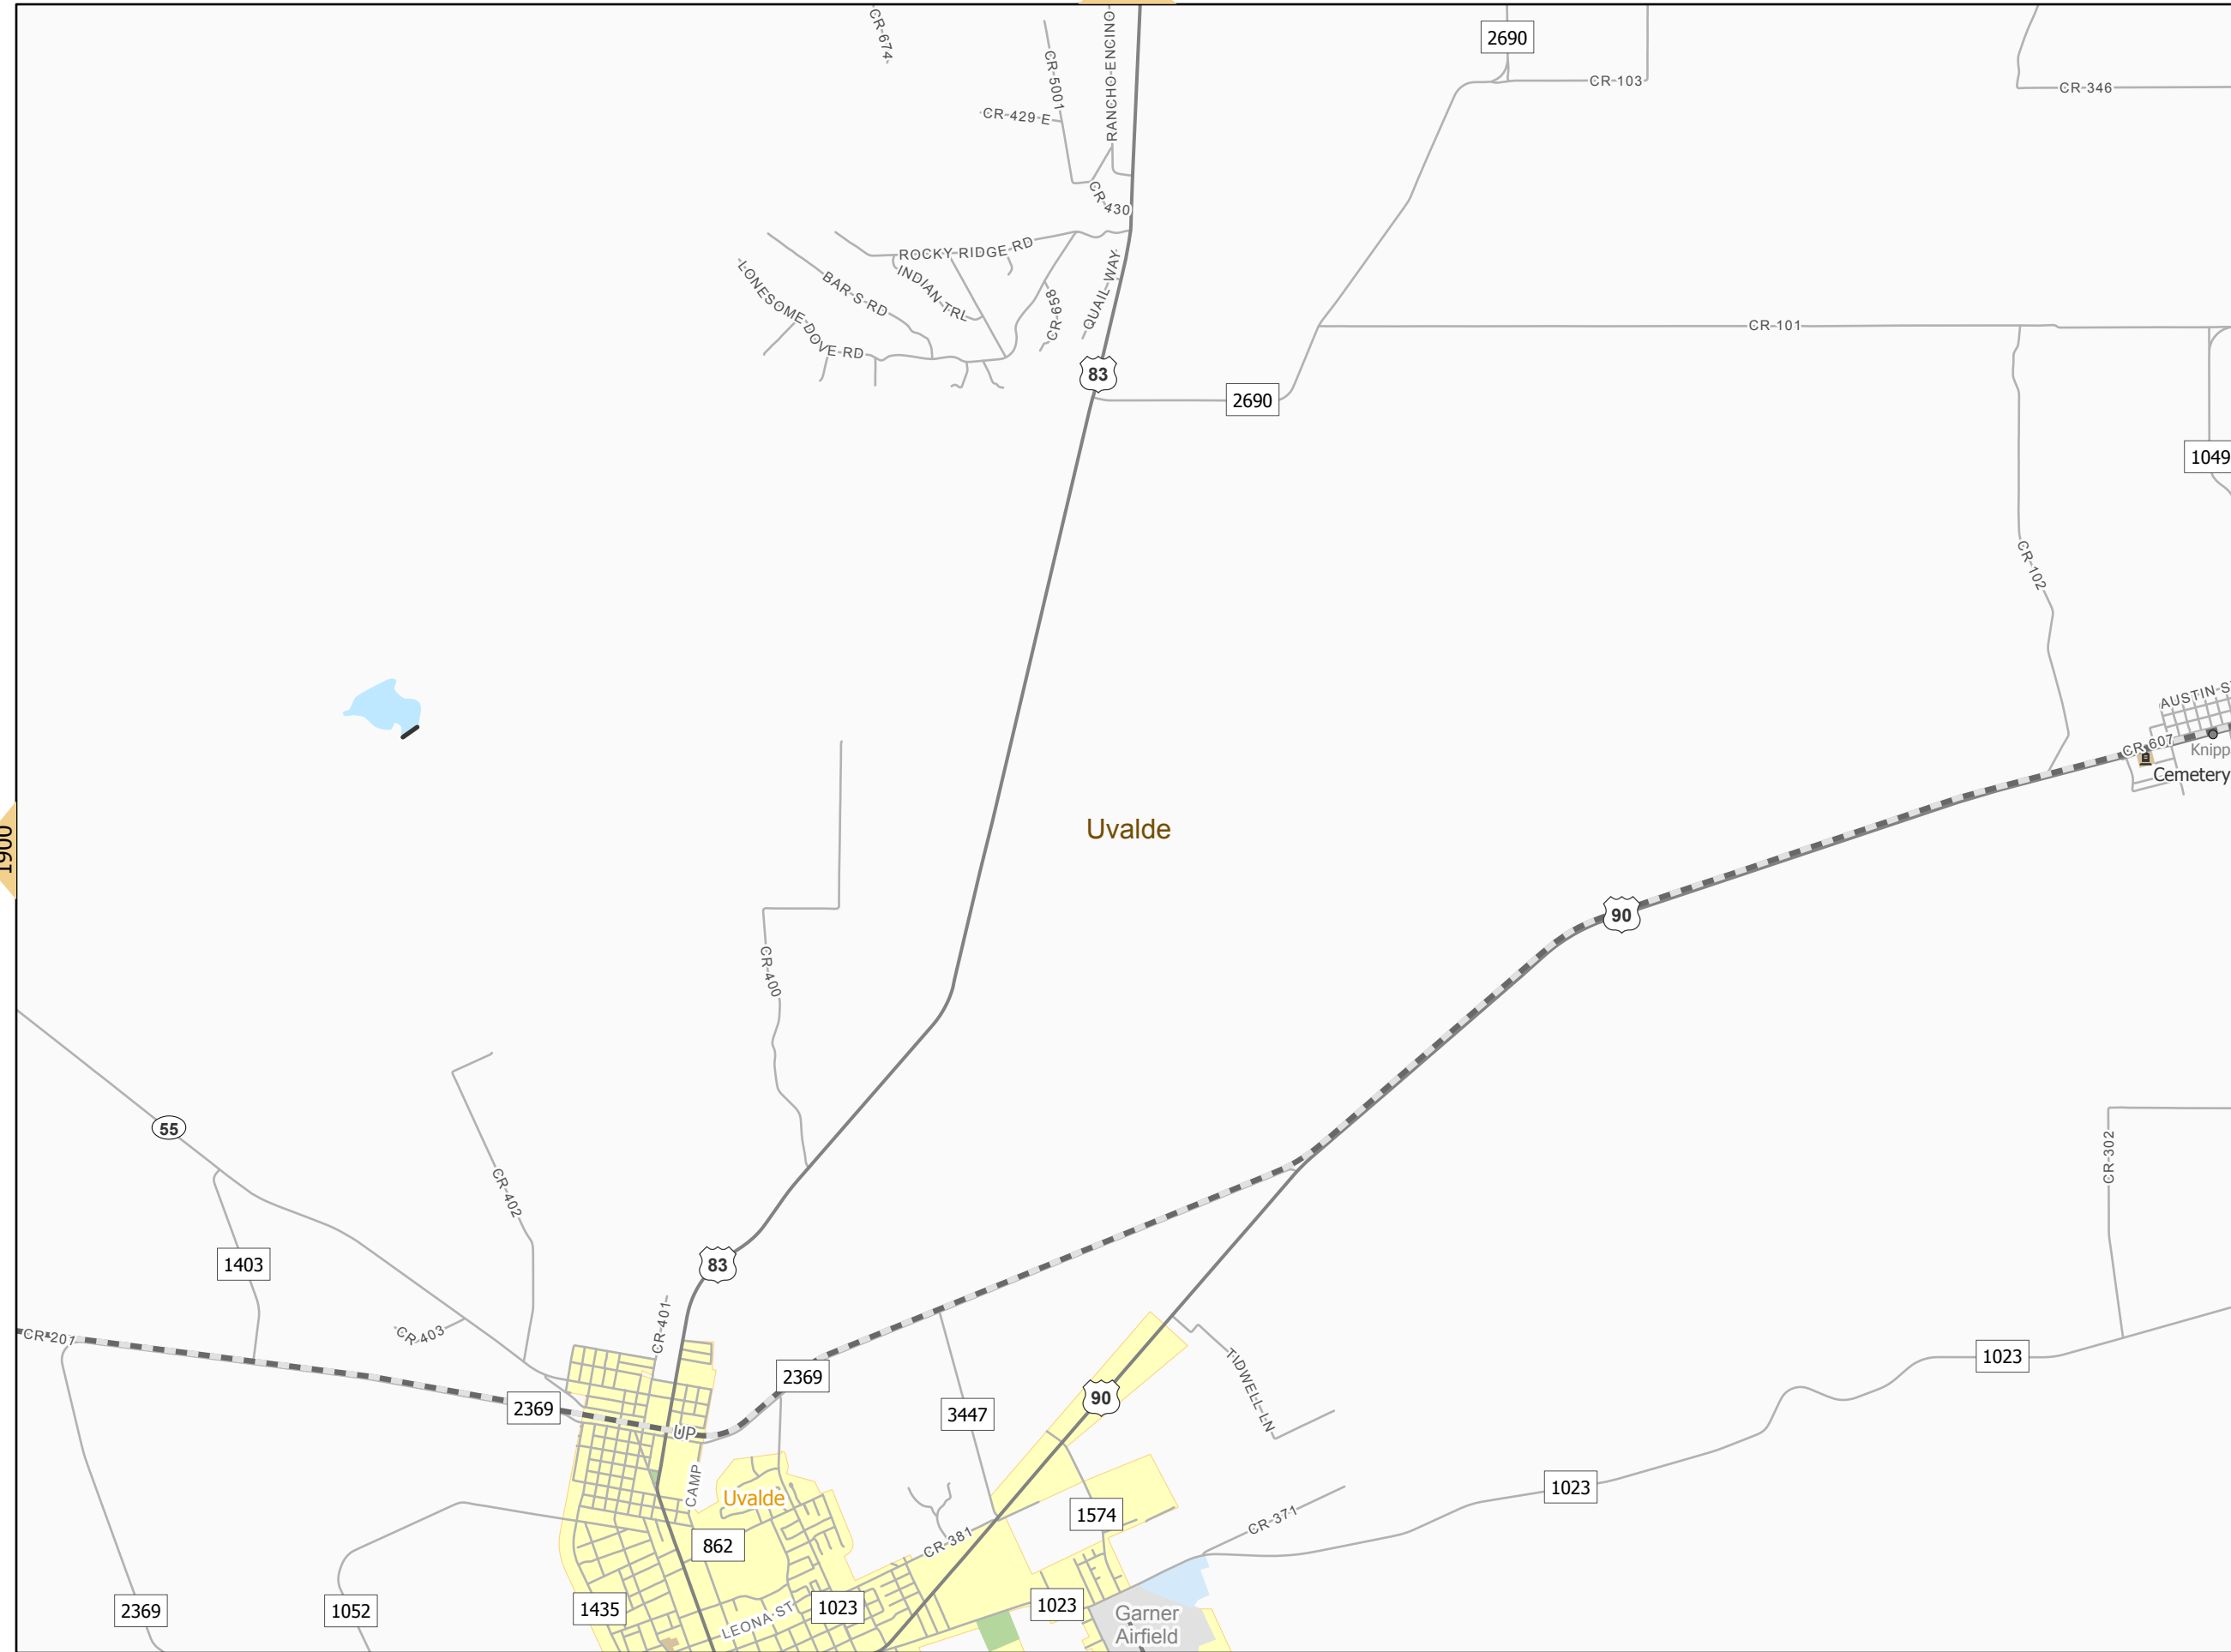 CR-674
CR-5001
RANCHO ENCINO
2690
CR-103
CR-346
CR-429 E
CR-430
ROCKY RIDGE RD
LONESOME DOVE RD
BAR S RD
INDIAN TRL
CR-658
QUAIL WAY
83
2690
CR-101
1049
CR-102
AUSTIN S
CR-607
Knipp
Cemetery
1900
Uvalde
90
CR-400
55
CR-402
CR-302
1403
83
CR-401
CR-201
CR-403
2369
2369
UP
3447
90
TIDWEL LN
1023
CAMP
Uvalde
862
1574
CR-381
CR-371
1023
2369
1052
1435
LEONA ST
1023
1023
Garner
Airfield